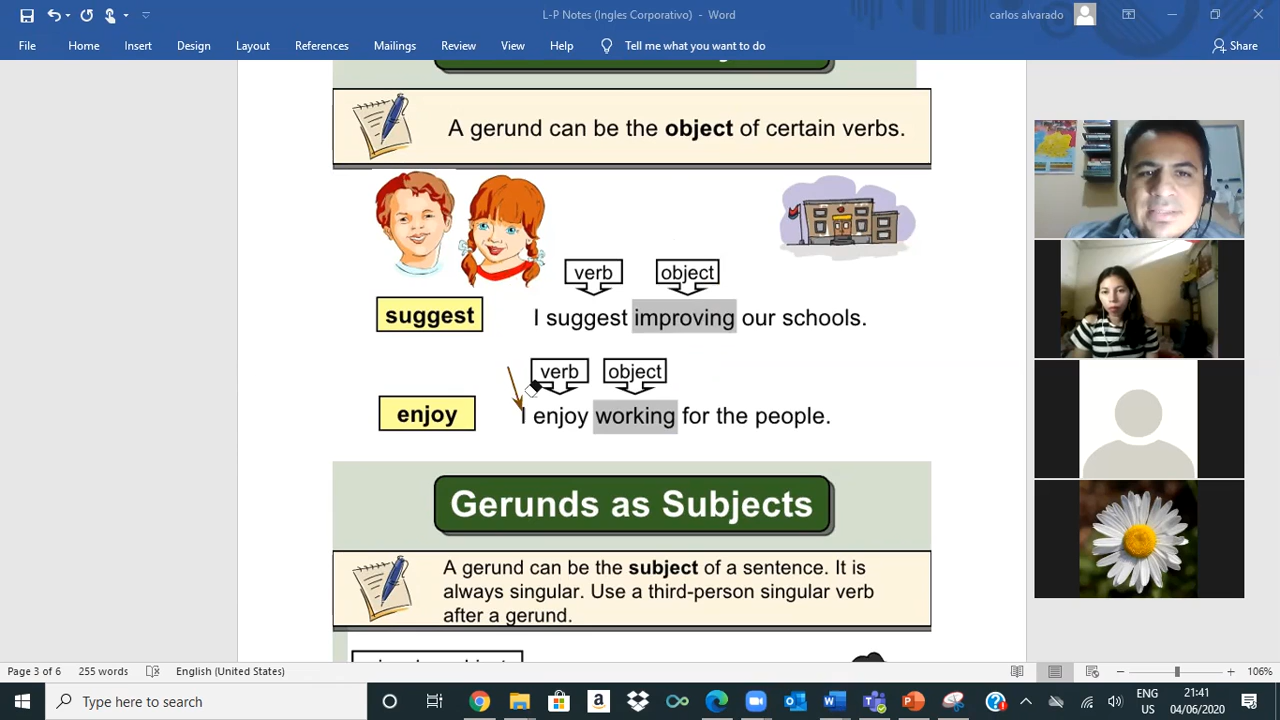 L-P Notes (Ingles Corporativo) - Word
carlos alvarado
File Home Insert Design Layout References Mailings Review View Help Tell me what you want to do Share
A gerund can be the object of certain verbs.
verb object
suggest I suggest improving our schools.
verb object
enjoy I enjoy working for the people.
Gerunds as Subjects
A gerund can be the subject of a sentence. It is
always singular. Use a third-person singular verb
after a gerund.
Page 3 of 6 255 words English (United States) 106%
Type here to search
ENG 21:41
US 04/06/2020